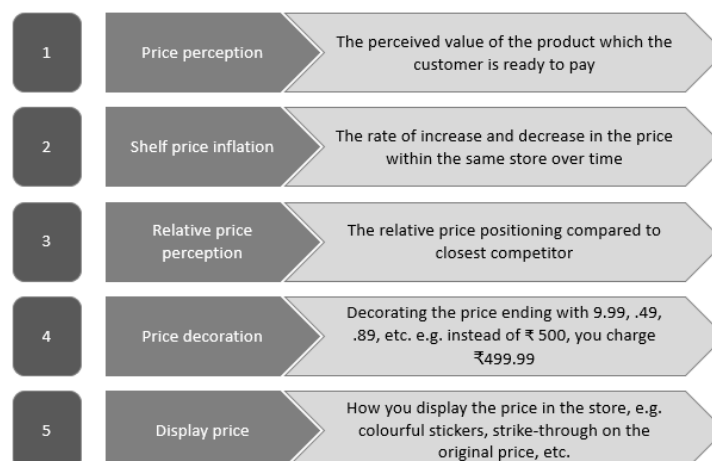 1
Price perception
The perceived value of the product which the
customer is ready to pay
2
Shelf price inflation
The rate of increase and decrease in the price
within the same store over time
3
Relative price
perception
The relative price positioning compared to
closest competitor
4
Price decoration
Decorating the price ending with 9.99, .49,
.89, etc. e.g. instead of ₹ 500, you charge
₹499.99
5
Display price
How you display the price in the store, e.g.
colourful stickers, strike-through on the
original price, etc.